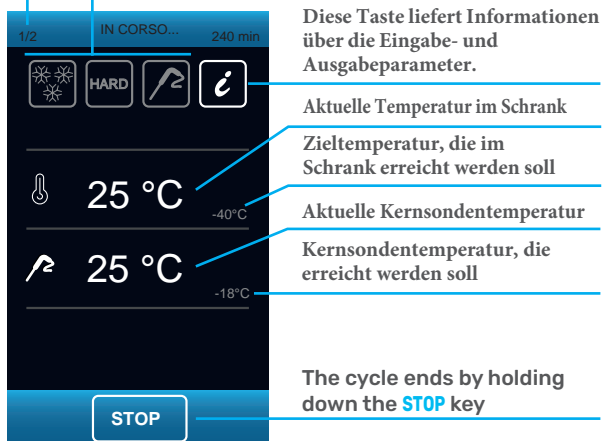 1/2 IN CORSO... 240 min
HARD
i
25 °C
-40°C
25 °C
-18°C
STOP
Diese Taste liefert Informationen
über die Eingabe- und
Ausgabeparameter.
Aktuelle Temperatur im Schrank
Zieltemperatur, die im
Schrank erreicht werden soll
Aktuelle Kernsondentemperatur
Kernsondentemperatur, die
erreicht werden soll
The cycle ends by holding
down the STOP key